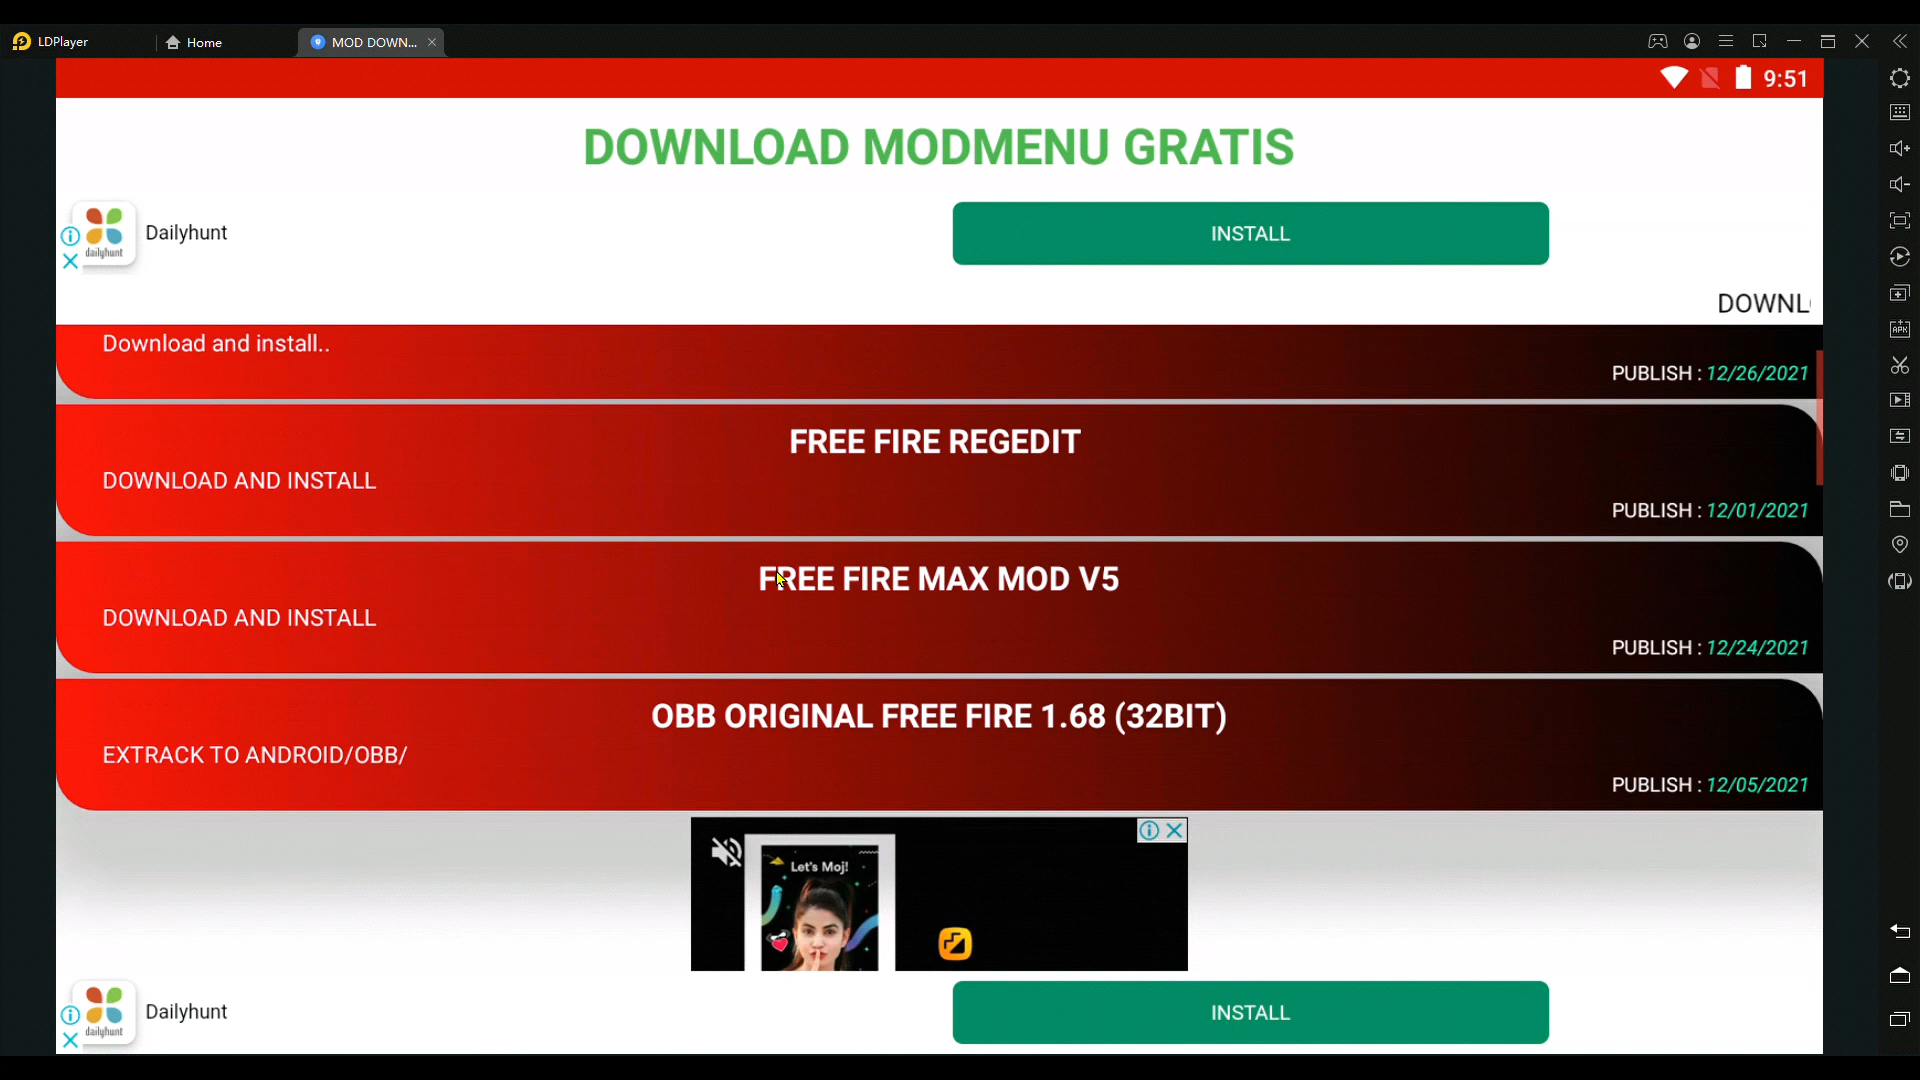 LDPlayer
Home
MOD DOWN...
9:51
DOWNLOAD MODMENU GRATIS
Dailyhunt
dailyhunt
INSTALL
DOWNL
Download and install..
PUBLISH : 12/26/2021
FREE FIRE REGEDIT
DOWNLOAD AND INSTALL
PUBLISH : 12/01/2021
FREE FIRE MAX MOD V5
DOWNLOAD AND INSTALL
PUBLISH : 12/24/2021
OBB ORIGINAL FREE FIRE 1.68 (32BIT)
EXTRACK TO ANDROID/OBB/
PUBLISH : 12/05/2021
Let's Moj!
Dailyhunt
dailyhunt
INSTALL
APK